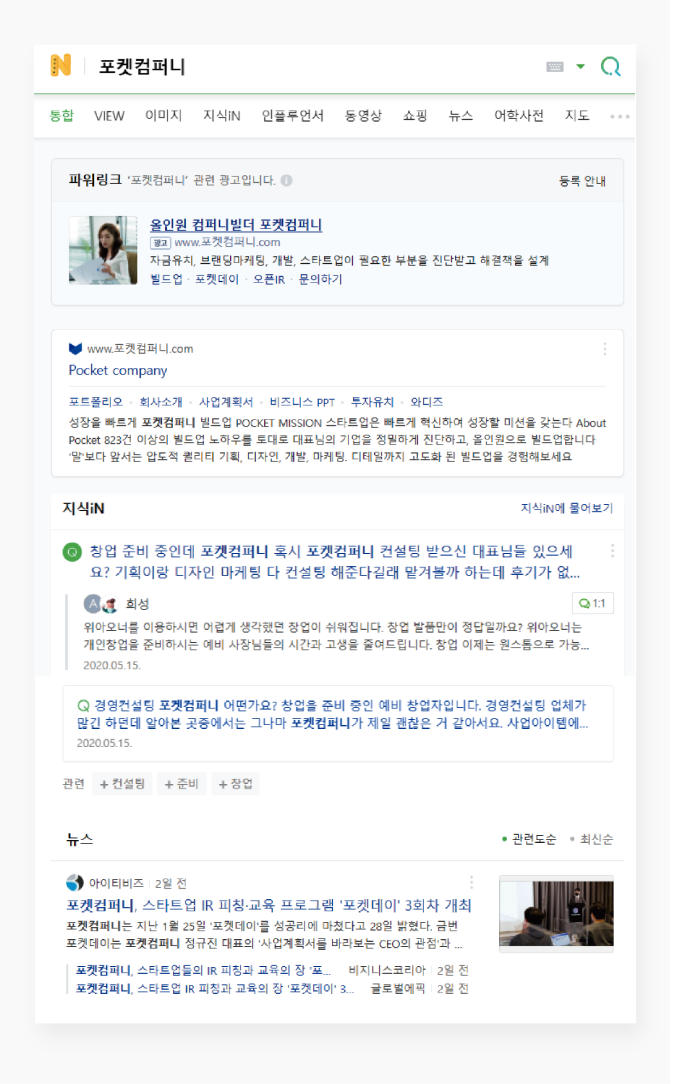 N 포켓컴퍼니
통합 VIEW 이미지 지식iN 인플루언서 동영상 쇼핑 뉴스 어학사전 지도
파워링크 '포켓컴퍼니' 관련 광고입니다. 등록 안내
올인원 컴퍼니빌더 포켓컴퍼니
광고 www.포켓컴퍼니.com
자금유치, 브랜딩마케팅, 개발, 스타트업이 필요한 부분을 진단받고 해결책을 설계
빌드업 · 포켓데이 · 오픈IR · 문의하기
www.포켓컴퍼니.com
Pocket company
포트폴리오 · 회사소개 · 사업계획서 · 비즈니스 PPT · 투자유치 · 와디즈
성장을 빠르게 포켓컴퍼니 빌드업 POCKET MISSION 스타트업은 빠르게 혁신하여 성장할 미션을 갖는다 About
Pocket 823건 이상의 빌드업 노하우를 토대로 대표님의 기업을 정밀하게 진단하고, 올인원으로 빌드업합니다
'말'보다 앞서는 압도적 퀄리티 기획, 디자인, 개발, 마케팅. 디테일까지 고도화 된 빌드업을 경험해보세요
지식iN 지식iN에 물어보기
Q 창업 준비 중인데 포켓컴퍼니 혹시 포켓컴퍼니 컨설팅 받으신 대표님들 있으세
요? 기획이랑 디자인 마케팅 다 컨설팅 해준다길래 맡겨볼까 하는데 후기가 없...
A 희성 1:1
위아오너를 이용하시면 어렵게 생각했던 창업이 쉬워집니다. 창업 발품만이 정답일까요? 위아오너는
개인창업을 준비하시는 예비 사장님들의 시간과 고생을 줄여드립니다. 창업 이제는 원스톱으로 가능...
2020.05.15.
경영컨설팅 포켓컴퍼니 어떤가요? 창업을 준비 중인 예비 창업자입니다. 경영컨설팅 업체가
많긴 하던데 알아본 곳중에서는 그나마 포켓컴퍼니가 제일 괜찮은 거 같아서요. 사업아이템에...
2020.05.15.
관련 + 컨설팅 + 준비 + 창업
뉴스 관련도순 최신순
아이티비즈 2일 전
포켓컴퍼니, 스타트업 IR 피칭·교육 프로그램 '포켓데이' 3회차 개최
포켓컴퍼니는 지난 1월 25일 '포켓데이'를 성공리에 마쳤다고 28일 밝혔다. 금번
포켓데이는 포켓컴퍼니 정규진 대표의 '사업계획서를 바라보는 CEO의 관점'과 ...
포켓컴퍼니, 스타트업들의 IR 피칭과 교육의 장 '포... 비지니스코리아 2일 전
포켓컴퍼니, 스타트업 IR 피칭과 교육의 장 '포켓데이' 3... 글로벌에픽 2일 전